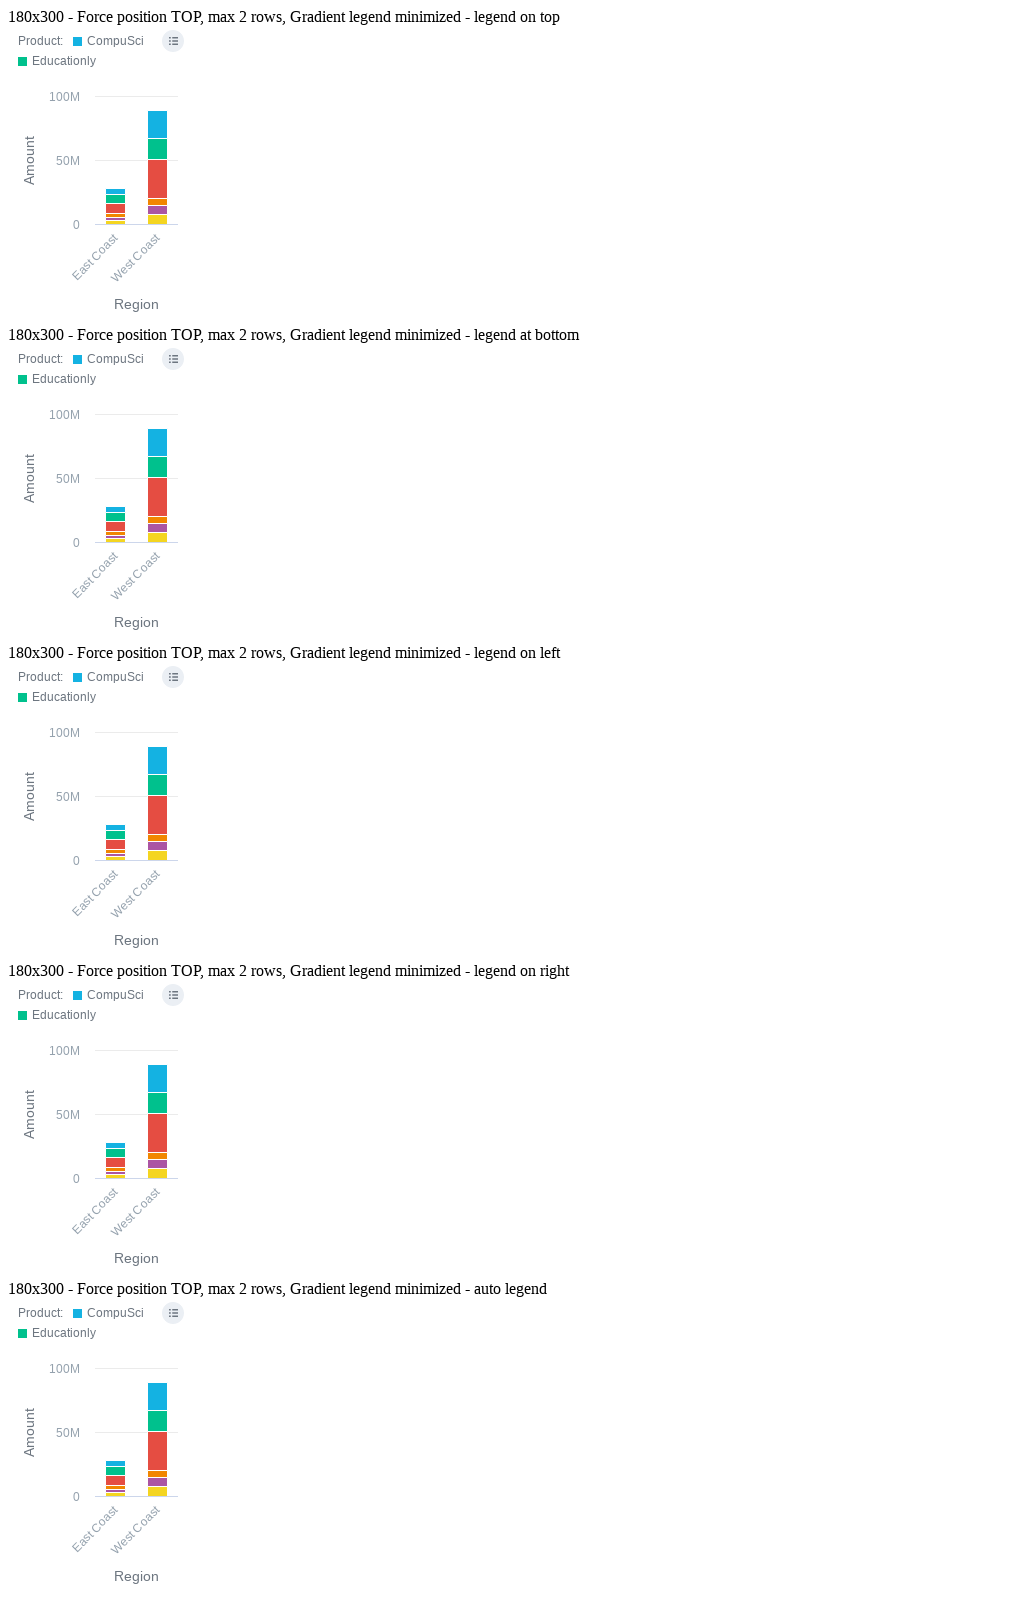 180x300 - Force position TOP, max 2 rows, Gradient legend minimized - legend on top
Product: CompuSci
Educationly
100M
50M
0
Amount
East Coast
West Coast
Region
180x300 - Force position TOP, max 2 rows, Gradient legend minimized - legend at bottom
Product: CompuSci
Educationly
100M
50M
0
Amount
East Coast
West Coast
Region
180x300 - Force position TOP, max 2 rows, Gradient legend minimized - legend on left
Product: CompuSci
Educationly
100M
50M
0
Amount
East Coast
West Coast
Region
180x300 - Force position TOP, max 2 rows, Gradient legend minimized - legend on right
Product: CompuSci
Educationly
100M
50M
0
Amount
East Coast
West Coast
Region
180x300 - Force position TOP, max 2 rows, Gradient legend minimized - auto legend
Product: CompuSci
Educationly
100M
50M
0
Amount
East Coast
West Coast
Region